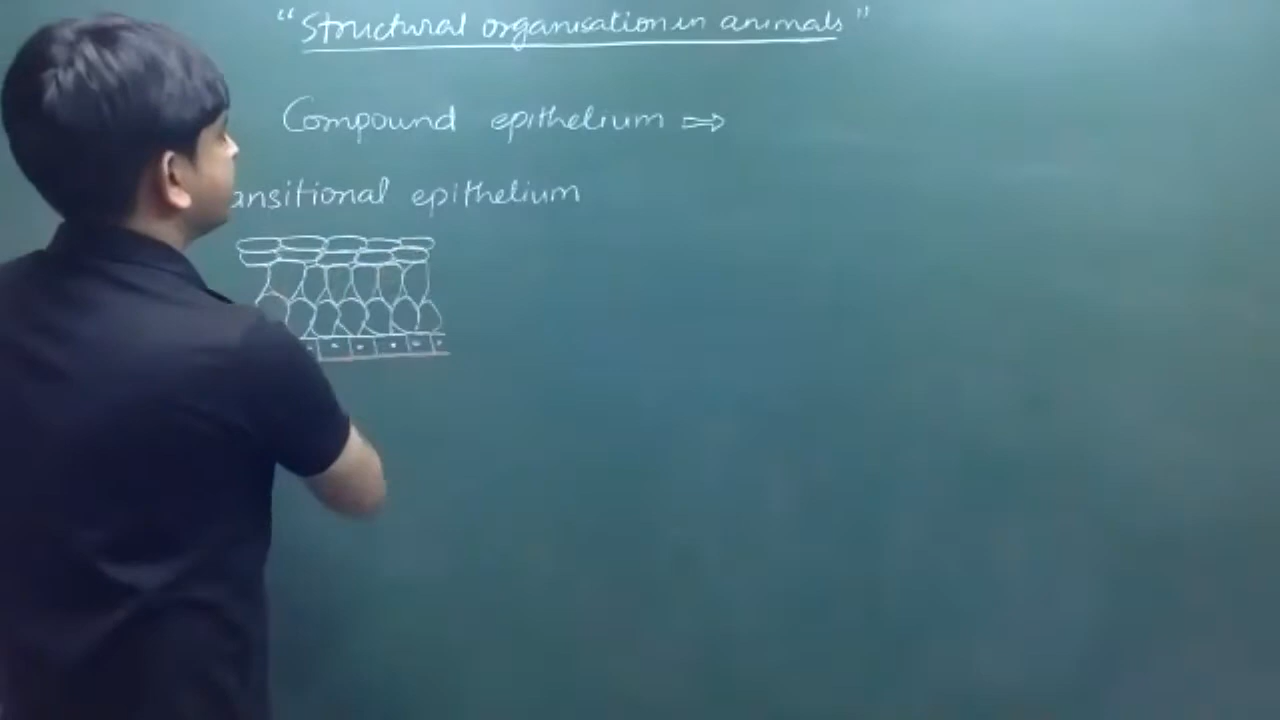 "Structural organisation in animals"
Compound epithelium ⇒
ansitional epithelium